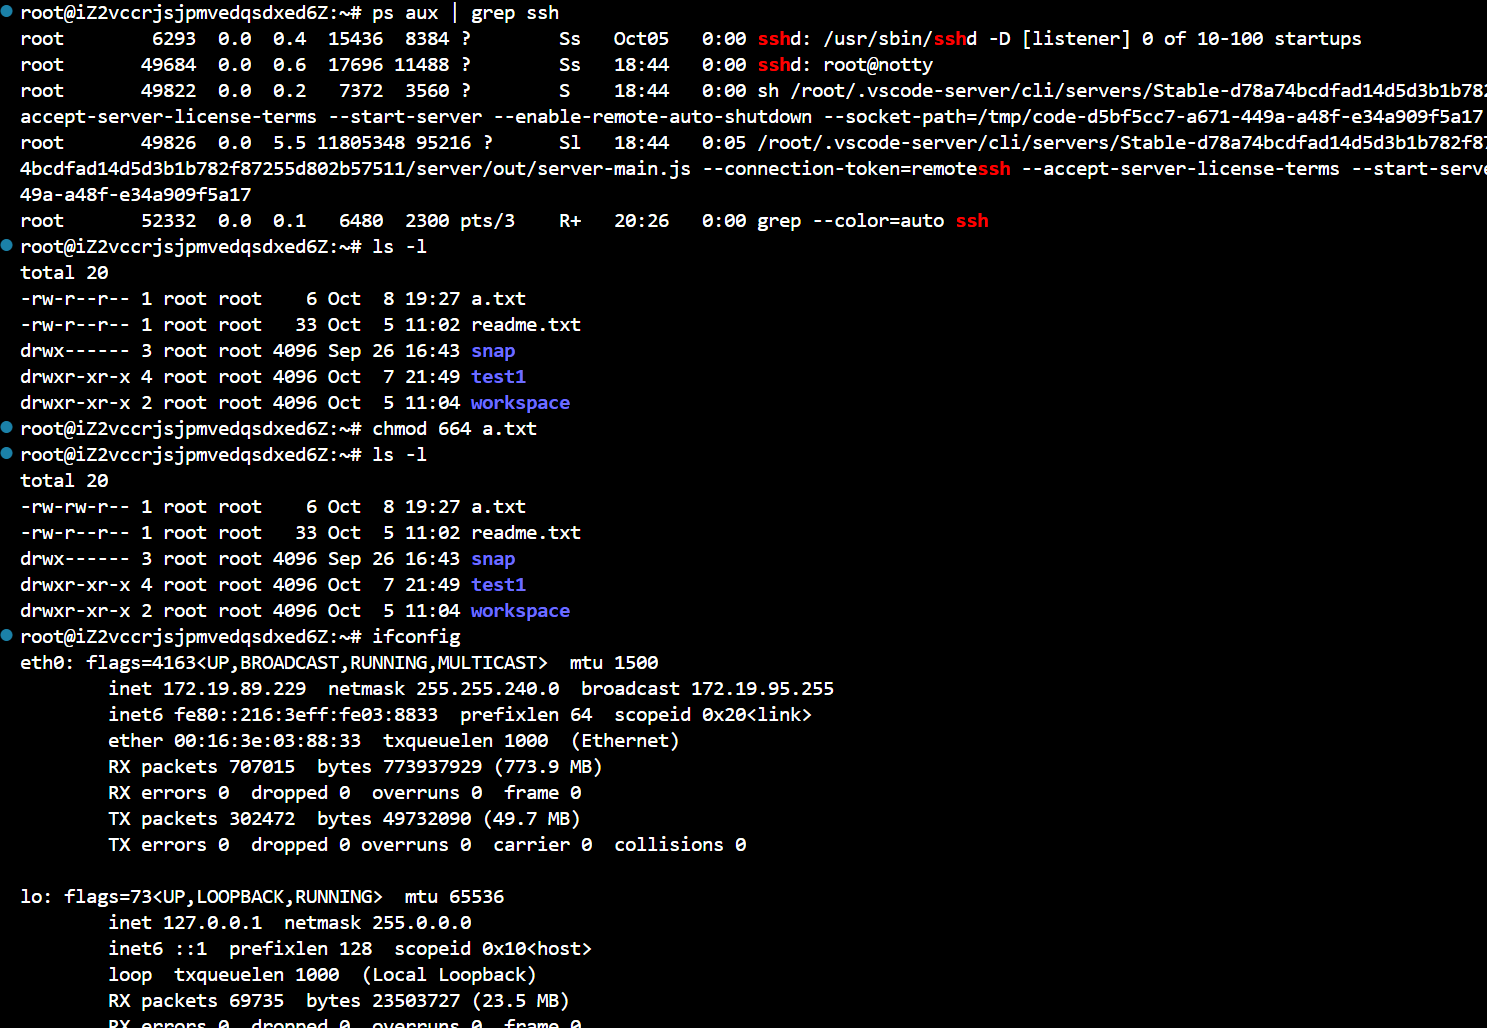 root@iZ2vccrjsjpmvedqsdxed6Z:~# ps aux | grep ssh
root        6293  0.0  0.4  15436  8384 ?        Ss   Oct05   0:00 sshd: /usr/sbin/sshd -D [listener] 0 of 10-100 startups
root       49684  0.0  0.6  17696 11488 ?        Ss   18:44   0:00 sshd: root@notty
root       49822  0.0  0.2   7372  3560 ?        S    18:44   0:00 sh /root/.vscode-server/cli/servers/Stable-d78a74bcdfad14d5d3b1b782
accept-server-license-terms --start-server --enable-remote-auto-shutdown --socket-path=/tmp/code-d5bf5cc7-a671-449a-a48f-e34a909f5a17
root       49826  0.0  5.5 11805348 95216 ?      Sl   18:44   0:05 /root/.vscode-server/cli/servers/Stable-d78a74bcdfad14d5d3b1b782f87
4bcdfad14d5d3b1b782f87255d802b57511/server/out/server-main.js --connection-token=remotessh --accept-server-license-terms --start-serve
49a-a48f-e34a909f5a17
root       52332  0.0  0.1   6480  2300 pts/3    R+   20:26   0:00 grep --color=auto ssh
root@iZ2vccrjsjpmvedqsdxed6Z:~# ls -l
total 20
-rw-r--r-- 1 root root    6 Oct  8 19:27 a.txt
-rw-r--r-- 1 root root   33 Oct  5 11:02 readme.txt
drwx------ 3 root root 4096 Sep 26 16:43 snap
drwxr-xr-x 4 root root 4096 Oct  7 21:49 test1
drwxr-xr-x 2 root root 4096 Oct  5 11:04 workspace
root@iZ2vccrjsjpmvedqsdxed6Z:~# chmod 664 a.txt
root@iZ2vccrjsjpmvedqsdxed6Z:~# ls -l
total 20
-rw-rw-r-- 1 root root    6 Oct  8 19:27 a.txt
-rw-r--r-- 1 root root   33 Oct  5 11:02 readme.txt
drwx------ 3 root root 4096 Sep 26 16:43 snap
drwxr-xr-x 4 root root 4096 Oct  7 21:49 test1
drwxr-xr-x 2 root root 4096 Oct  5 11:04 workspace
root@iZ2vccrjsjpmvedqsdxed6Z:~# ifconfig
eth0: flags=4163<UP,BROADCAST,RUNNING,MULTICAST>  mtu 1500
        inet 172.19.89.229  netmask 255.255.240.0  broadcast 172.19.95.255
        inet6 fe80::216:3eff:fe03:8833  prefixlen 64  scopeid 0x20<link>
        ether 00:16:3e:03:88:33  txqueuelen 1000  (Ethernet)
        RX packets 707015  bytes 773937929 (773.9 MB)
        RX errors 0  dropped 0  overruns 0  frame 0
        TX packets 302472  bytes 49732090 (49.7 MB)
        TX errors 0  dropped 0 overruns 0  carrier 0  collisions 0

lo: flags=73<UP,LOOPBACK,RUNNING>  mtu 65536
        inet 127.0.0.1  netmask 255.0.0.0
        inet6 ::1  prefixlen 128  scopeid 0x10<host>
        loop  txqueuelen 1000  (Local Loopback)
        RX packets 69735  bytes 23503727 (23.5 MB)
        RX errors 0  dropped 0  overruns 0  frame 0